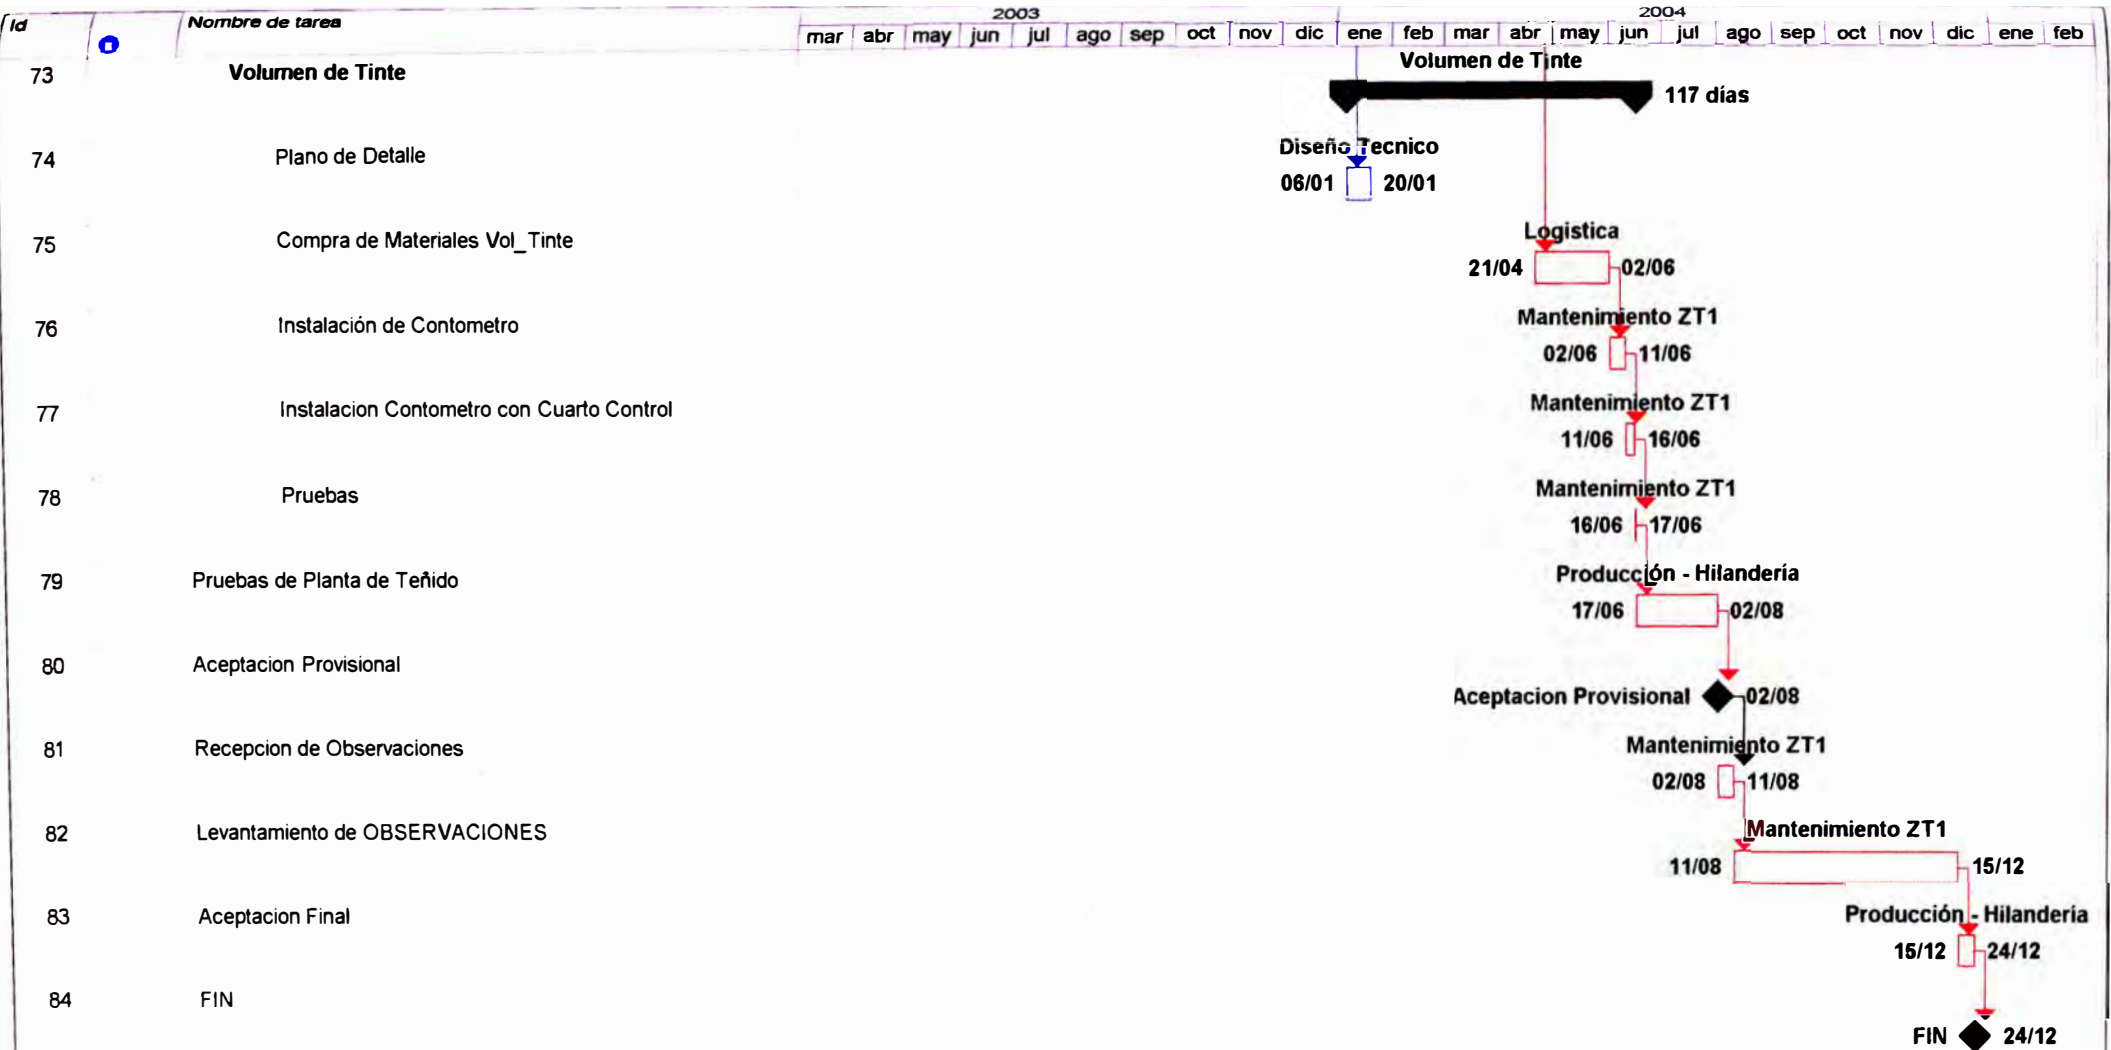 Id Nombre de tarea 2003 2004
mar abr may jun jul ago sep oct nov dic ene feb mar abr may jun jul ago sep oct nov dic ene feb
73 Volumen de Tinte Volumen de Tinte
117 días
74 Plano de Detalle Diseño Tecnico
06/01 20/01
75 Compra de Materiales Vol_Tinte Logistica
21/04 02/06
76 Instalación de Contometro Mantenimiento ZT1
02/06 11/06
77 Instalacion Contometro con Cuarto Control Mantenimiento ZT1
11/06 16/06
78 Pruebas Mantenimiento ZT1
16/06 17/06
79 Pruebas de Planta de Teñido Producción - Hilandería
17/06 02/08
80 Aceptacion Provisional
Aceptacion Provisional 02/08
81 Recepcion de Observaciones Mantenimiento ZT1
02/08 11/08
82 Levantamiento de OBSERVACIONES Mantenimiento ZT1
11/08 15/12
83 Aceptacion Final Producción - Hilandería
15/12 24/12
84 FIN
FIN 24/12